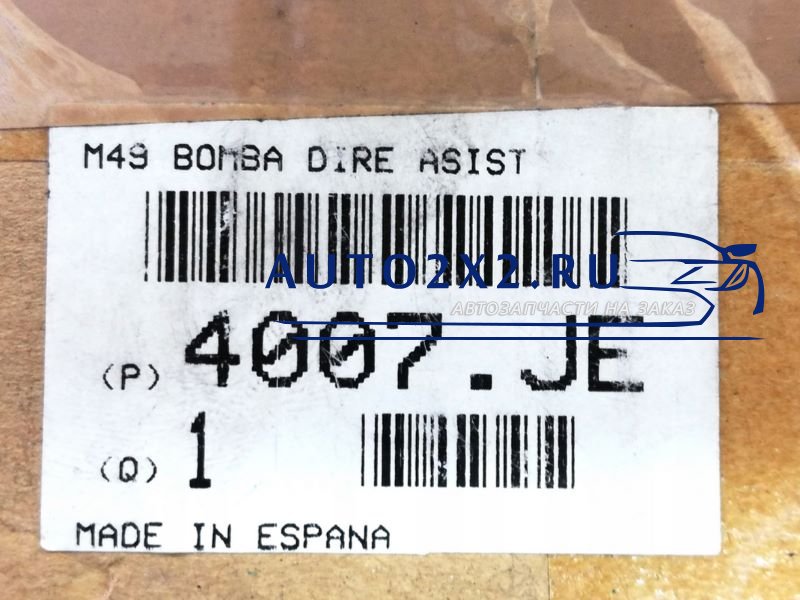 M49 BOMBA DIRE ASIST
AUTO2X2.RU
АВТОЗАПЧАСТИ НА ЗАКАЗ
(P) 4007.JE
(Q) 1
MADE IN ESPANA